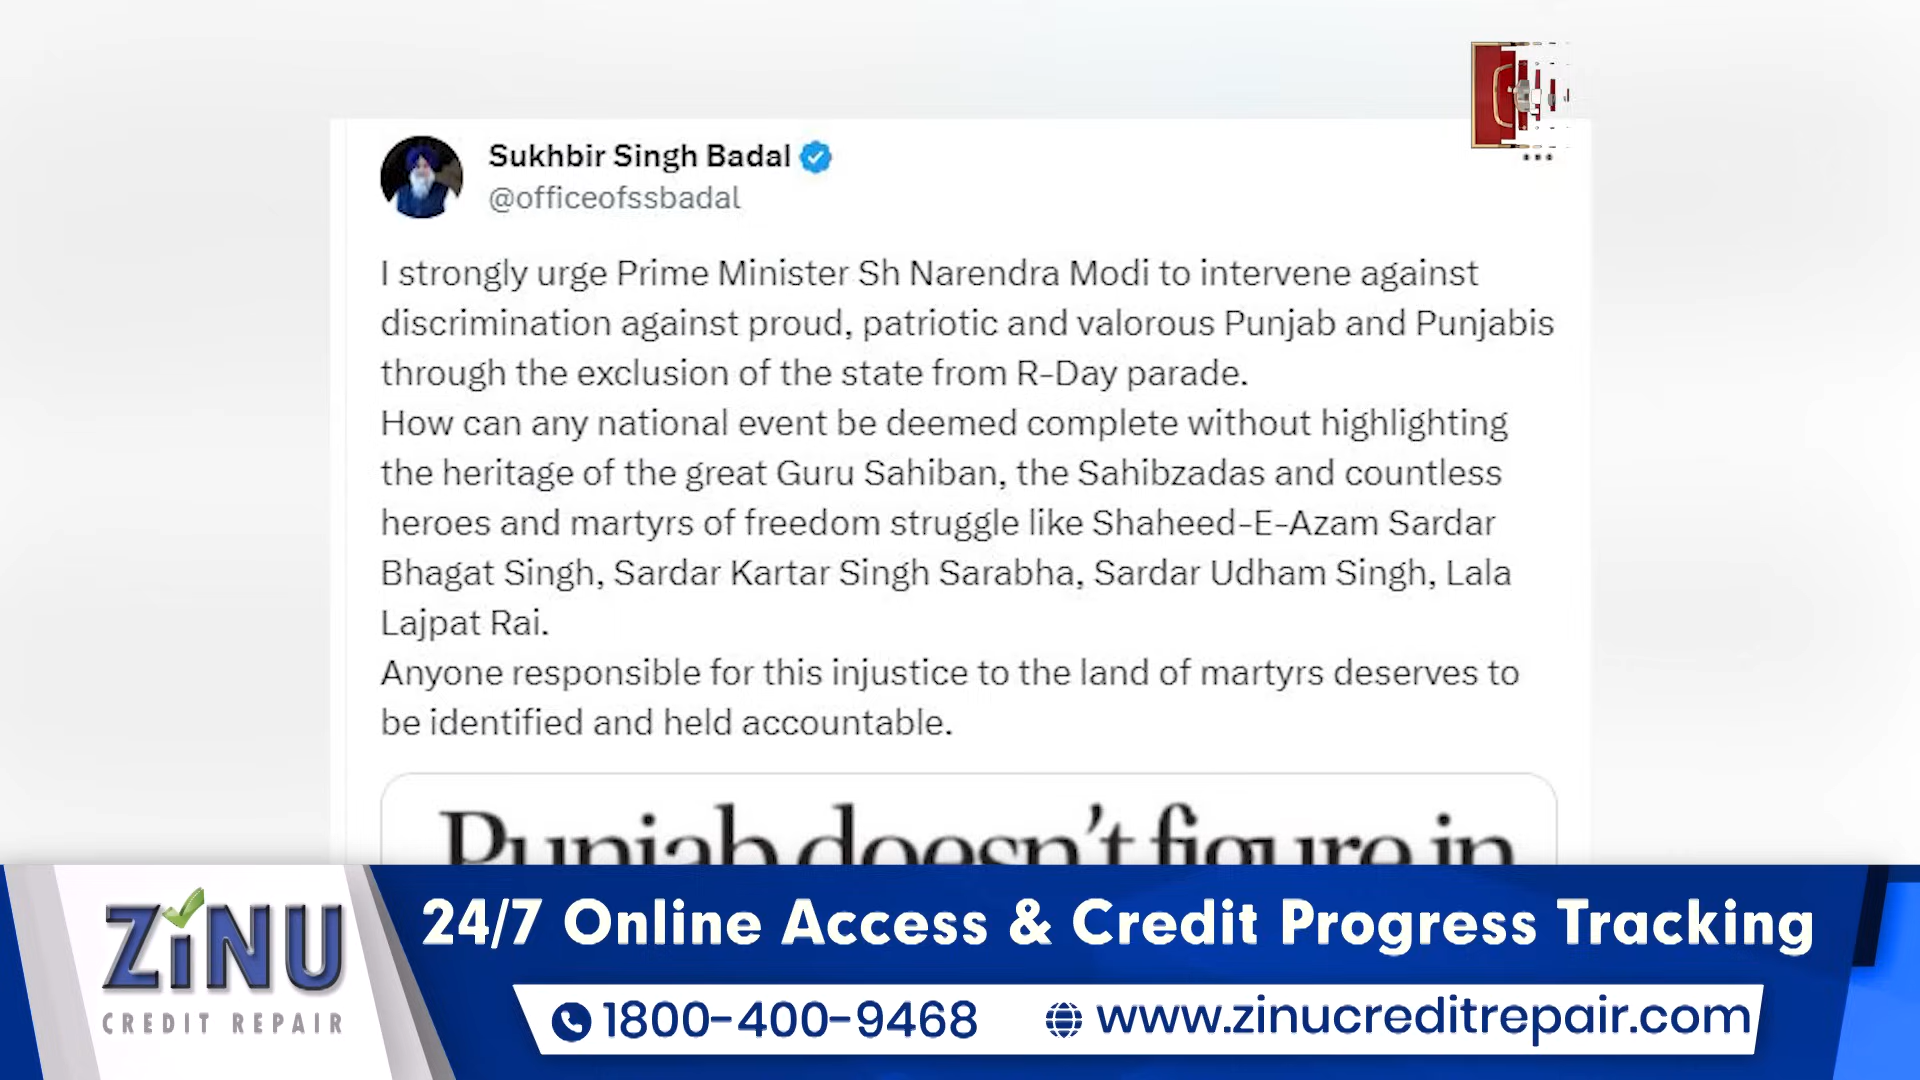 Sukhbir Singh Badal
@officeofssbadal
I strongly urge Prime Minister Sh Narendra Modi to intervene against
discrimination against proud, patriotic and valorous Punjab and Punjabis
through the exclusion of the state from R-Day parade.
How can any national event be deemed complete without highlighting
the heritage of the great Guru Sahiban, the Sahibzadas and countless
heroes and martyrs of freedom struggle like Shaheed-E-Azam Sardar
Bhagat Singh, Sardar Kartar Singh Sarabha, Sardar Udham Singh, Lala
Lajpat Rai.
Anyone responsible for this injustice to the land of martyrs deserves to
be identified and held accountable.
Punjab doesn't figure in
ZiNU
CREDIT REPAIR
24/7 Online Access & Credit Progress Tracking
1800-400-9468
www.zinucreditrepair.com